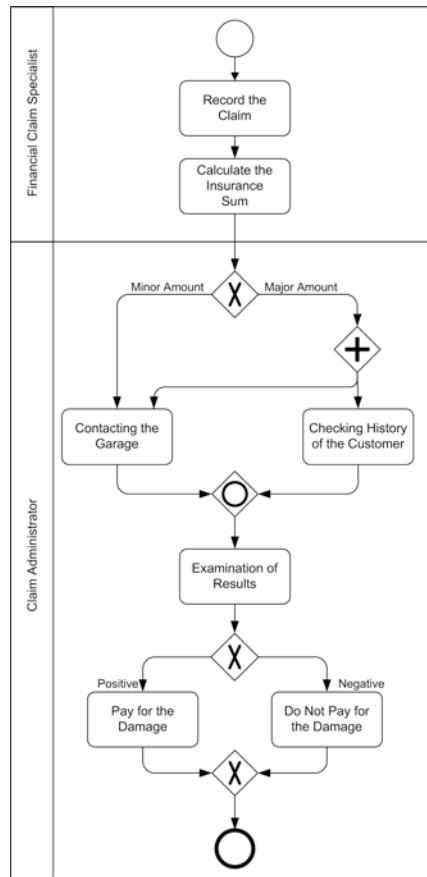 Financial Claim Specialist
Record the
Claim
Calculate the
Insurance
Sum
Claim Administrator
Minor Amount
Major Amount
Contacting the
Garage
Checking History
of the Customer
Examination of
Results
Positive
Negative
Pay for the
Damage
Do Not Pay for
the Damage